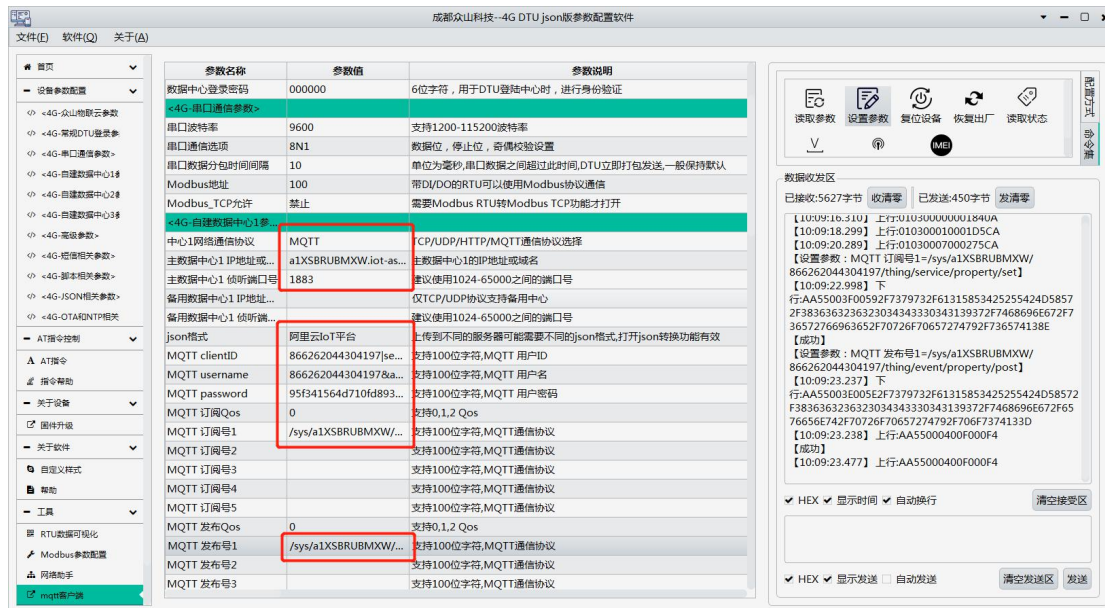 成都众山科技--4G DTU json版参数配置软件
文件(F) 软件(Q) 关于(A)
首页
设备参数配置
<4G-众山物联云参数
<4G-常规DTU登录参
<4G-串口通信参数>
<4G-自建数据中心1参
<4G-自建数据中心2参
<4G-自建数据中心3参
<4G-高级参数>
<4G-短信相关参数>
<4G-脚本相关参数>
<4G-JSON相关参数>
<4G-OTA和NTP相关
AT指令控制
AT指令
指令帮助
关于设备
固件升级
关于软件
自定义样式
帮助
工具
RTU数据可视化
Modbus参数配置
网络助手
mqtt客户端
参数名称 参数值 参数说明
数据中心登录密码 000000 6位字符，用于DTU登陆中心时，进行身份验证
<4G-串口通信参数>
串口波特率 9600 支持1200-115200波特率
串口通信选项 8N1 数据位，停止位，奇偶校验设置
串口数据分包时间间隔 10 单位为毫秒,串口数据之间超过此时间,DTU立即打包发送,一般保持默认
Modbus地址 100 带DI/DO的RTU可以使用Modbus协议通信
Modbus_TCP允许 禁止 需要Modbus RTU转Modbus TCP功能才打开
<4G-自建数据中心1参...
中心1网络通信协议 MQTT TCP/UDP/HTTP/MQTT通信协议选择
主数据中心1 IP地址或... a1XSBRUBMXW.iot-as... 主数据中心1的IP地址或域名
主数据中心1 侦听端口号 1883 建议使用1024-65000之间的端口号
备用数据中心1 IP地址... 仅TCP/UDP协议支持备用中心
备用数据中心1 侦听端... 建议使用1024-65000之间的端口号
json格式 阿里云IoT平台 上传到不同的服务器可能需要不同的json格式,打开json转换功能有效
MQTT clientID 866262044304197|se... 支持100位字符,MQTT 用户ID
MQTT username 866262044304197&a... 支持100位字符,MQTT 用户名
MQTT password 95f341564d710fd893... 支持100位字符,MQTT 用户密码
MQTT 订阅Qos 0 支持0,1,2 Qos
MQTT 订阅号1 /sys/a1XSBRUBMXW/... 支持100位字符,MQTT通信协议
MQTT 订阅号2 支持100位字符,MQTT通信协议
MQTT 订阅号3 支持100位字符,MQTT通信协议
MQTT 订阅号4 支持100位字符,MQTT通信协议
MQTT 订阅号5 支持100位字符,MQTT通信协议
MQTT 发布Qos 0 支持0,1,2 Qos
MQTT 发布号1 /sys/a1XSBRUBMXW/... 支持100位字符,MQTT通信协议
MQTT 发布号2 支持100位字符,MQTT通信协议
MQTT 发布号3 支持100位字符,MQTT通信协议
读取参数 设置参数 复位设备 恢复出厂 读取状态
IMEI
配置方式
命令集
数据收发区
已接收:5627字节 收清零 已发送:450字节 发清零
【10:09:16.310】上行:010300000001840A
【10:09:18.299】上行:010300010001D5CA
【10:09:20.289】上行:01030007000275CA
【设置参数：MQTT 订阅号1=/sys/a1XSBRUBMXW/
866262044304197/thing/service/property/set】
【10:09:22.998】下
行:AA55003F00592F7379732F61315853425255424D5857
2F3836363236323034343330343139372F7468696E672F7
36572766963652F70726F70657274792F736574138E
【成功】
【设置参数：MQTT 发布号1=/sys/a1XSBRUBMXW/
866262044304197/thing/event/property/post】
【10:09:23.237】下
行:AA55003E005E2F7379732F61315853425255424D58572
F3836363236323034343330343139372F7468696E672F65
76656E742F70726F70657274792F706F7374133D
【10:09:23.238】上行:AA55000400F000F4
【成功】
【10:09:23.477】上行:AA55000400F000F4
HEX 显示时间 自动换行 清空接受区
HEX 显示发送 自动发送 清空发送区 发送